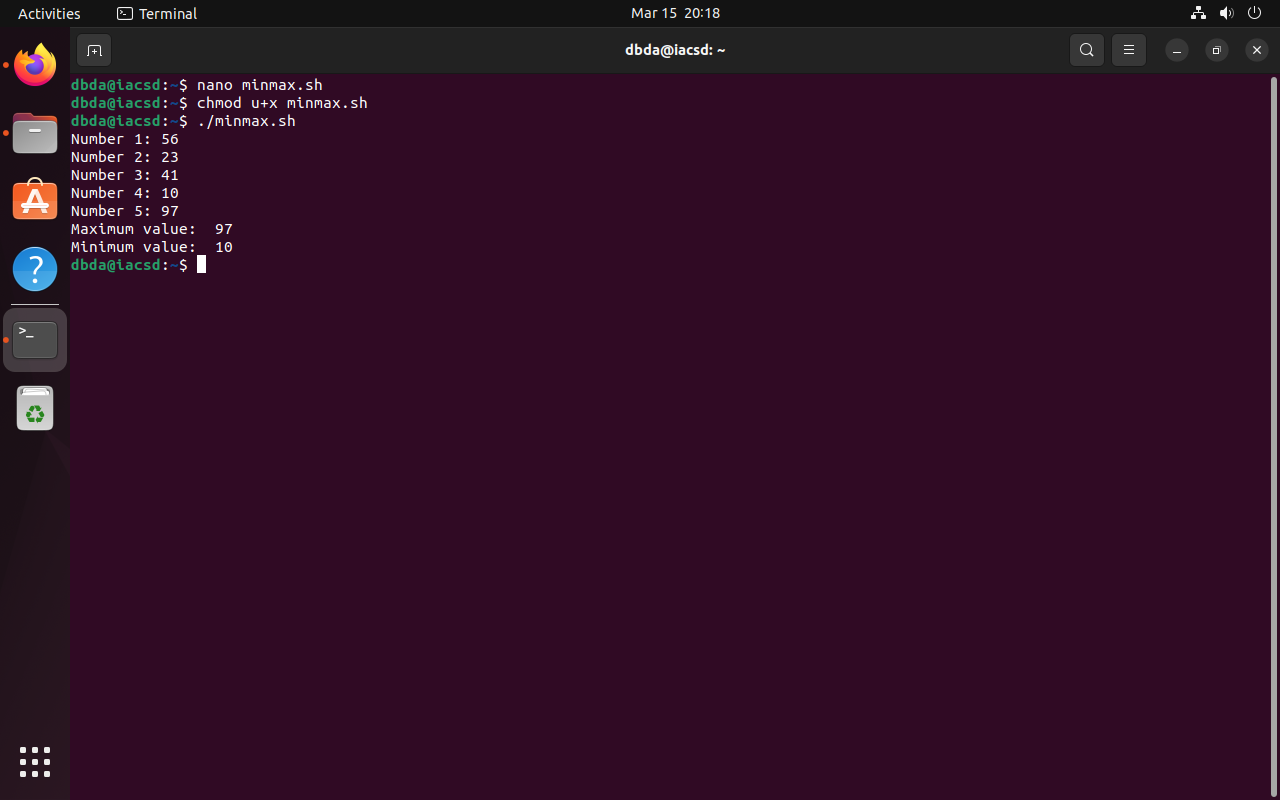 Activities Terminal Mar 15 20:18
dbda@iacsd: ~
dbda@iacsd:~$ nano minmax.sh
dbda@iacsd:~$ chmod u+x minmax.sh
dbda@iacsd:~$ ./minmax.sh
Number 1: 56
Number 2: 23
Number 3: 41
Number 4: 10
Number 5: 97
Maximum value:  97
Minimum value:  10
dbda@iacsd:~$